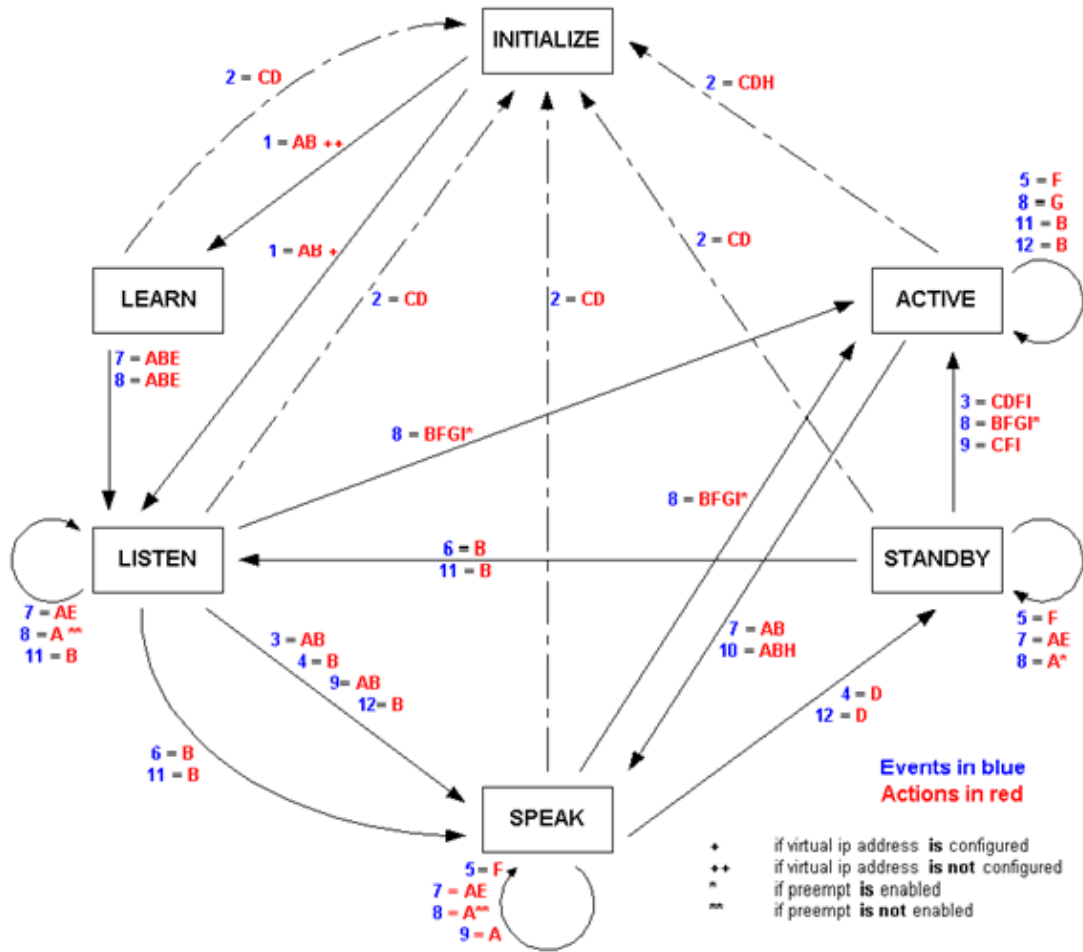 INITIALIZE
2 = CD
2 = CDH
1 = AB ++
5 = F
8 = G
11 = B
12 = B
1 = AB +
2 = CD
LEARN
2 = CD
2 = CD
ACTIVE
7 = ABE
8 = ABE
3 = CDFI
8 = BFGI*
9 = CFI
8 = BFGI*
8 = BFGI*
LISTEN
6 = B
11 = B
STANDBY
7 = AE
8 = A **
11 = B
3 = AB
4 = B
9= AB
12= B
7 = AB
10 = ABH
5 = F
7 = AE
8 = A*
4 = D
12 = D
6 = B
11 = B
Events in blue
Actions in red
SPEAK
5 = F
7 = AE
8 = A**
9 = A
+ if virtual ip address is configured
++ if virtual ip address is not configured
* if preempt is enabled
** if preempt is not enabled